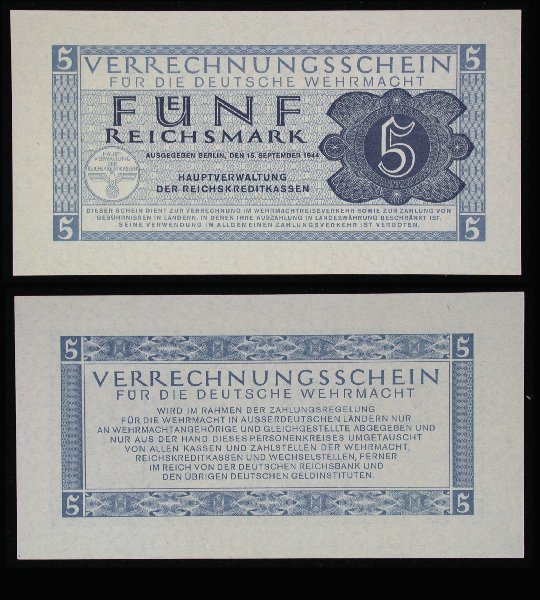 5 5
VERRECHNUNGSSCHEIN
FÜR DIE DEUTSCHE WEHRMACHT
FÜNF
REICHSMARK
5
AUSGEGEBEN BERLIN, DEN 15. SEPTEMBER 1944
HAUPTVERWALTUNG
DER REICHSKREDITKASSEN
HAUPT
VERWALTUNG
DER
REICHSKREDITKASSEN
DIESER SCHEIN DIENT ZUR VERRECHNUNG IM WEHRMACHTREISEVERKEHR SOWIE ZUR ZAHLUNG VON
GEBÜHRNISSEN IN LÄNDERN, IN DENEN IHRE AUSZAHLUNG IN LANDESWÄHRUNG BESCHRÄNKT IST.
SEINE VERWENDUNG IM ALLGEMEINEN ZAHLUNGSVERKEHR IST VERBOTEN.
5 5
5 5
VERRECHNUNGSSCHEIN
FÜR DIE DEUTSCHE WEHRMACHT
WIRD IM RAHMEN DER ZAHLUNGSREGELUNG
FÜR DIE WEHRMACHT IN AUSSERDEUTSCHEN LÄNDERN NUR
AN WEHRMACHTANGEHÖRIGE UND GLEICHGESTELLTE ABGEGEBEN UND
NUR AUS DER HAND DIESES PERSONENKREISES UMGETAUSCHT
VON ALLEN KASSEN UND ZAHLSTELLEN DER WEHRMACHT,
REICHSKREDITKASSEN UND WECHSELSTELLEN, FERNER
IM REICH VON DER DEUTSCHEN REICHSBANK UND
DEN ÜBRIGEN DEUTSCHEN GELDINSTITUTEN.
5 5